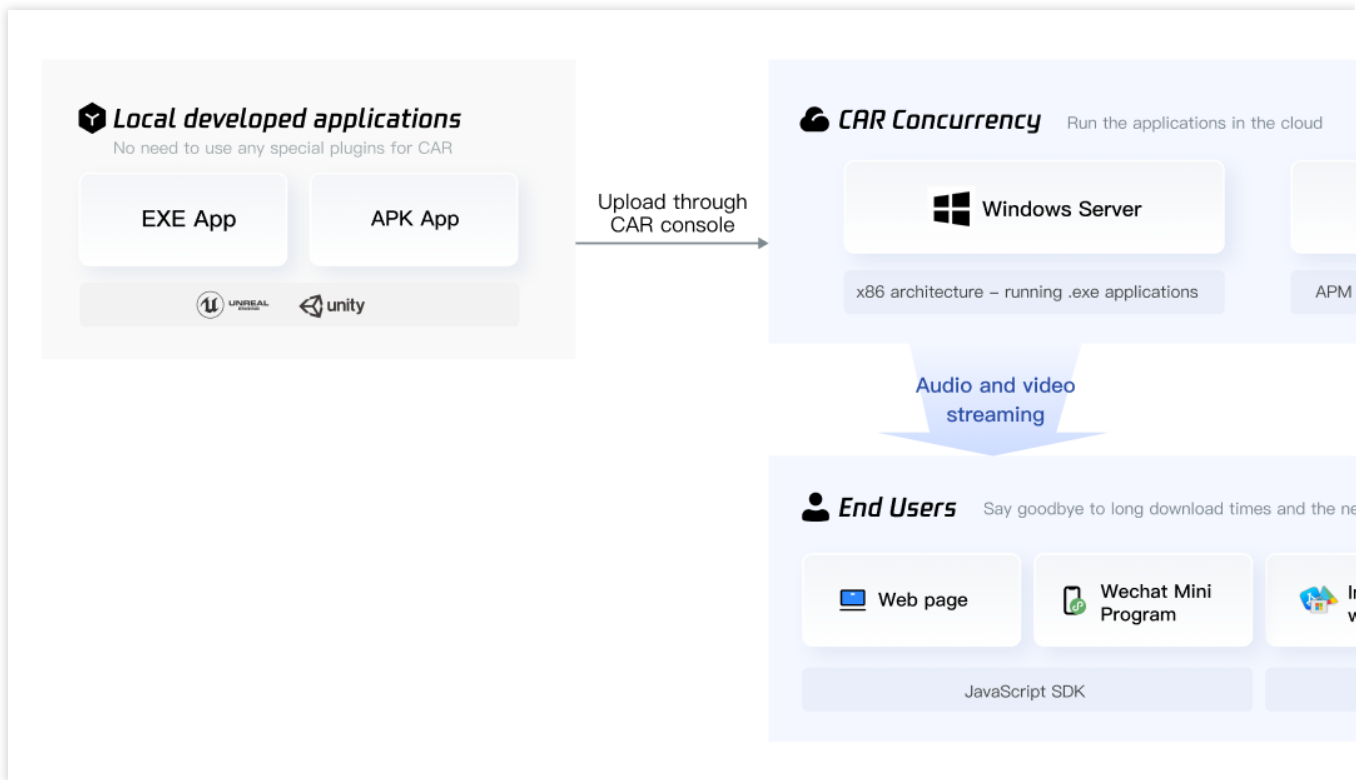 Local developed applications
No need to use any special plugins for CAR
EXE App
APK App
UNREAL
ENGINE
unity
Upload through
CAR console
CAR Concurrency
Run the applications in the cloud
Windows Server
x86 architecture – running .exe applications
APM
Audio and video
streaming
End Users
Say goodbye to long download times and the ne
Web page
Wechat Mini
Program
JavaScript SDK